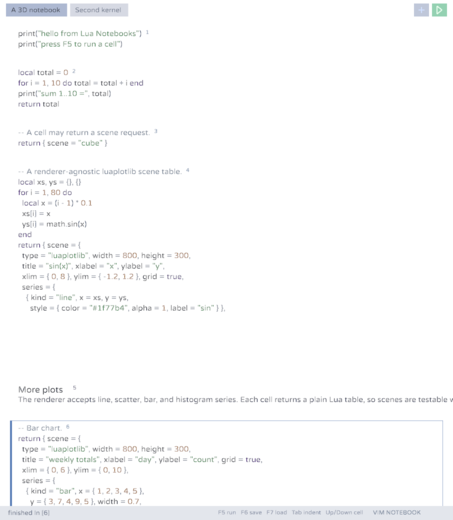 A 3D notebook
Second kernel
+
print("hello from Lua Notebooks") 1
print("press F5 to run a cell")
local total = 0 2
for i = 1, 10 do total = total + i end
print("sum 1..10 =", total)
return total
-- A cell may return a scene request. 3
return { scene = "cube" }
-- A renderer-agnostic luaplotlib scene table. 4
local xs, ys = {}, {}
for i = 1, 80 do
local x = (i - 1) * 0.1
xs[i] = x
ys[i] = math.sin(x)
end
return { scene = {
type = "luaplotlib", width = 800, height = 300,
title = "sin(x)", xlabel = "x", ylabel = "y",
xlim = { 0, 8 }, ylim = { -1.2, 1.2 }, grid = true,
series = {
{ kind = "line", x = xs, y = ys,
style = { color = "#1f77b4", alpha = 1, label = "sin" } },
More plots 5
The renderer accepts line, scatter, bar, and histogram series. Each cell returns a plain Lua table, so scenes are testable w
-- Bar chart. 6
return { scene = {
type = "luaplotlib", width = 800, height = 300,
title = "weekly totals", xlabel = "day", ylabel = "count", grid = true,
xlim = { 0, 6 }, ylim = { 0, 10 },
series = {
{ kind = "bar", x = { 1, 2, 3, 4, 5 },
y = { 3, 7, 4, 9, 5 }, width = 0.7,
finished in [6]
F5 run F6 save F7 load Tab indent Up/Down cell VIM NOTEBOOK